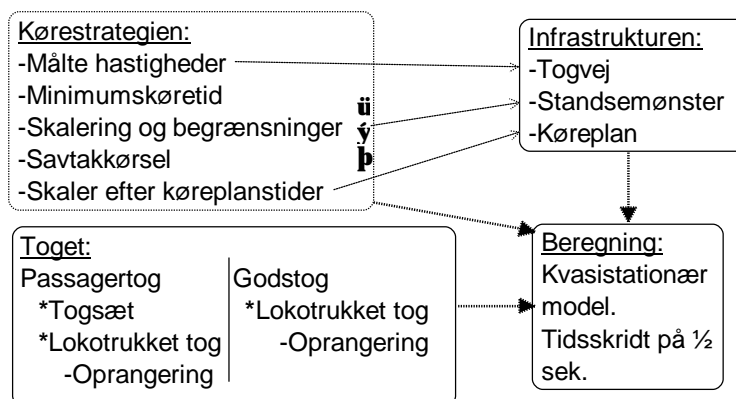 Kørestrategien:
-Målte hastigheder
-Minimumskøretid
-Skalering og begrænsninger
-Savtakkørsel
-Skaler efter køreplanstider
ü
ý
þ
Infrastrukturen:
-Togvej
-Standsemønster
-Køreplan
Toget:
Passagertog
*Togsæt
*Lokotrukket tog
-Oprangering
Godstog
*Lokotrukket tog
-Oprangering
Beregning:
Kvasistationær
model.
Tidsskridt på ½
sek.